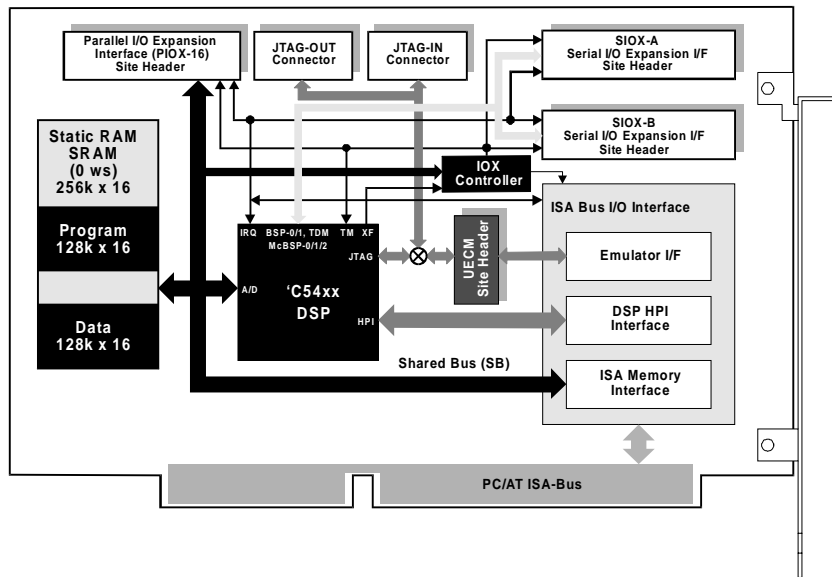 Parallel I/O Expansion
Interface (PIOX-16)
Site Header
JTAG-OUT
Connector
JTAG-IN
Connector
SIOX-A
Serial I/O Expansion I/F
Site Header
SIOX-B
Serial I/O Expansion I/F
Site Header
Static RAM
SRAM
(0 ws)
256k x 16
Program
128k x 16
Data
128k x 16
IOX
Controller
ISA Bus I/O Interface
IRQ BSP-0/1, TDM TM XF
McBSP-0/1/2
JTAG
A/D
‘C54xx
DSP
HPI
UECM
Site Header
Emulator I/F
DSP HPI
Interface
ISA Memory
Interface
Shared Bus (SB)
PC/AT ISA-Bus